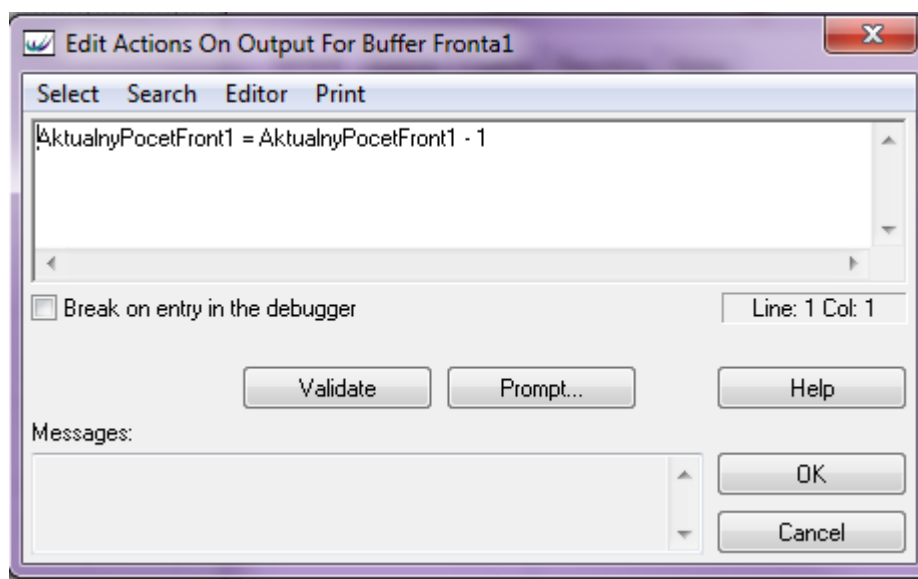 Edit Actions On Output For Buffer Fronta1
Select Search Editor Print
AktualnyPocetFront1 = AktualnyPocetFront1 - 1
Break on entry in the debugger
Line: 1 Col: 1
Validate Prompt... Help
Messages:
OK
Cancel